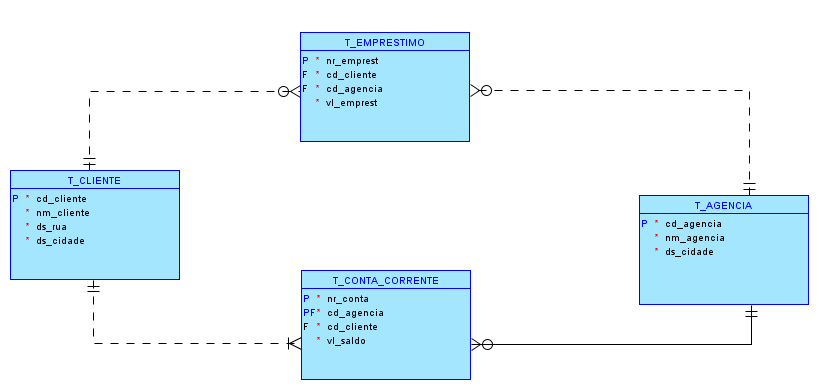 T_EMPRESTIMO
P * nr_emprest
F * cd_cliente
F * cd_agencia
* vl_emprest
T_CLIENTE
P * cd_cliente
* nm_cliente
* ds_rua
* ds_cidade
T_AGENCIA
P * cd_agencia
* nm_agencia
* ds_cidade
T_CONTA_CORRENTE
P * nr_conta
PF* cd_agencia
F * cd_cliente
* vl_saldo